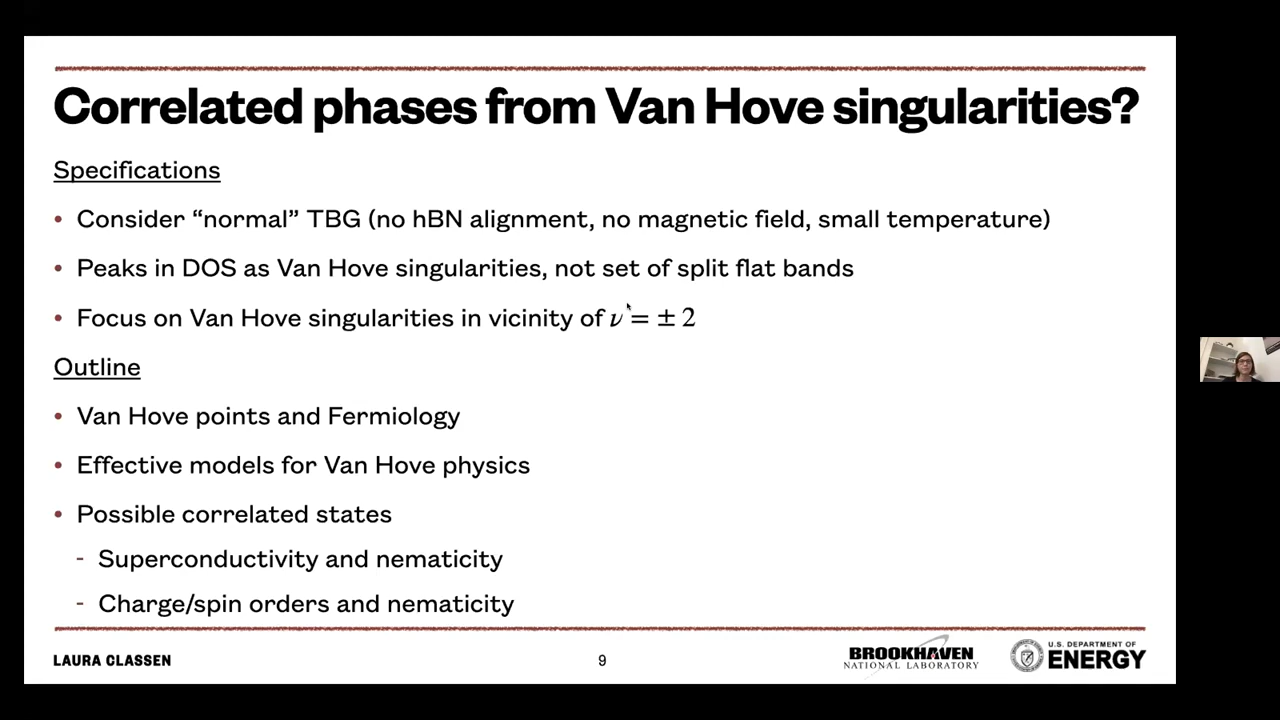 Correlated phases from Van Hove singularities?
Specifications
• Consider “normal” TBG (no hBN alignment, no magnetic field, small temperature)
• Peaks in DOS as Van Hove singularities, not set of split flat bands
• Focus on Van Hove singularities in vicinity of ν = ± 2
Outline
• Van Hove points and Fermiology
• Effective models for Van Hove physics
• Possible correlated states
- Superconductivity and nematicity
- Charge/spin orders and nematicity
LAURA CLASSEN
9
BROOKHAVEN
NATIONAL LABORATORY
U.S. DEPARTMENT OF
ENERGY